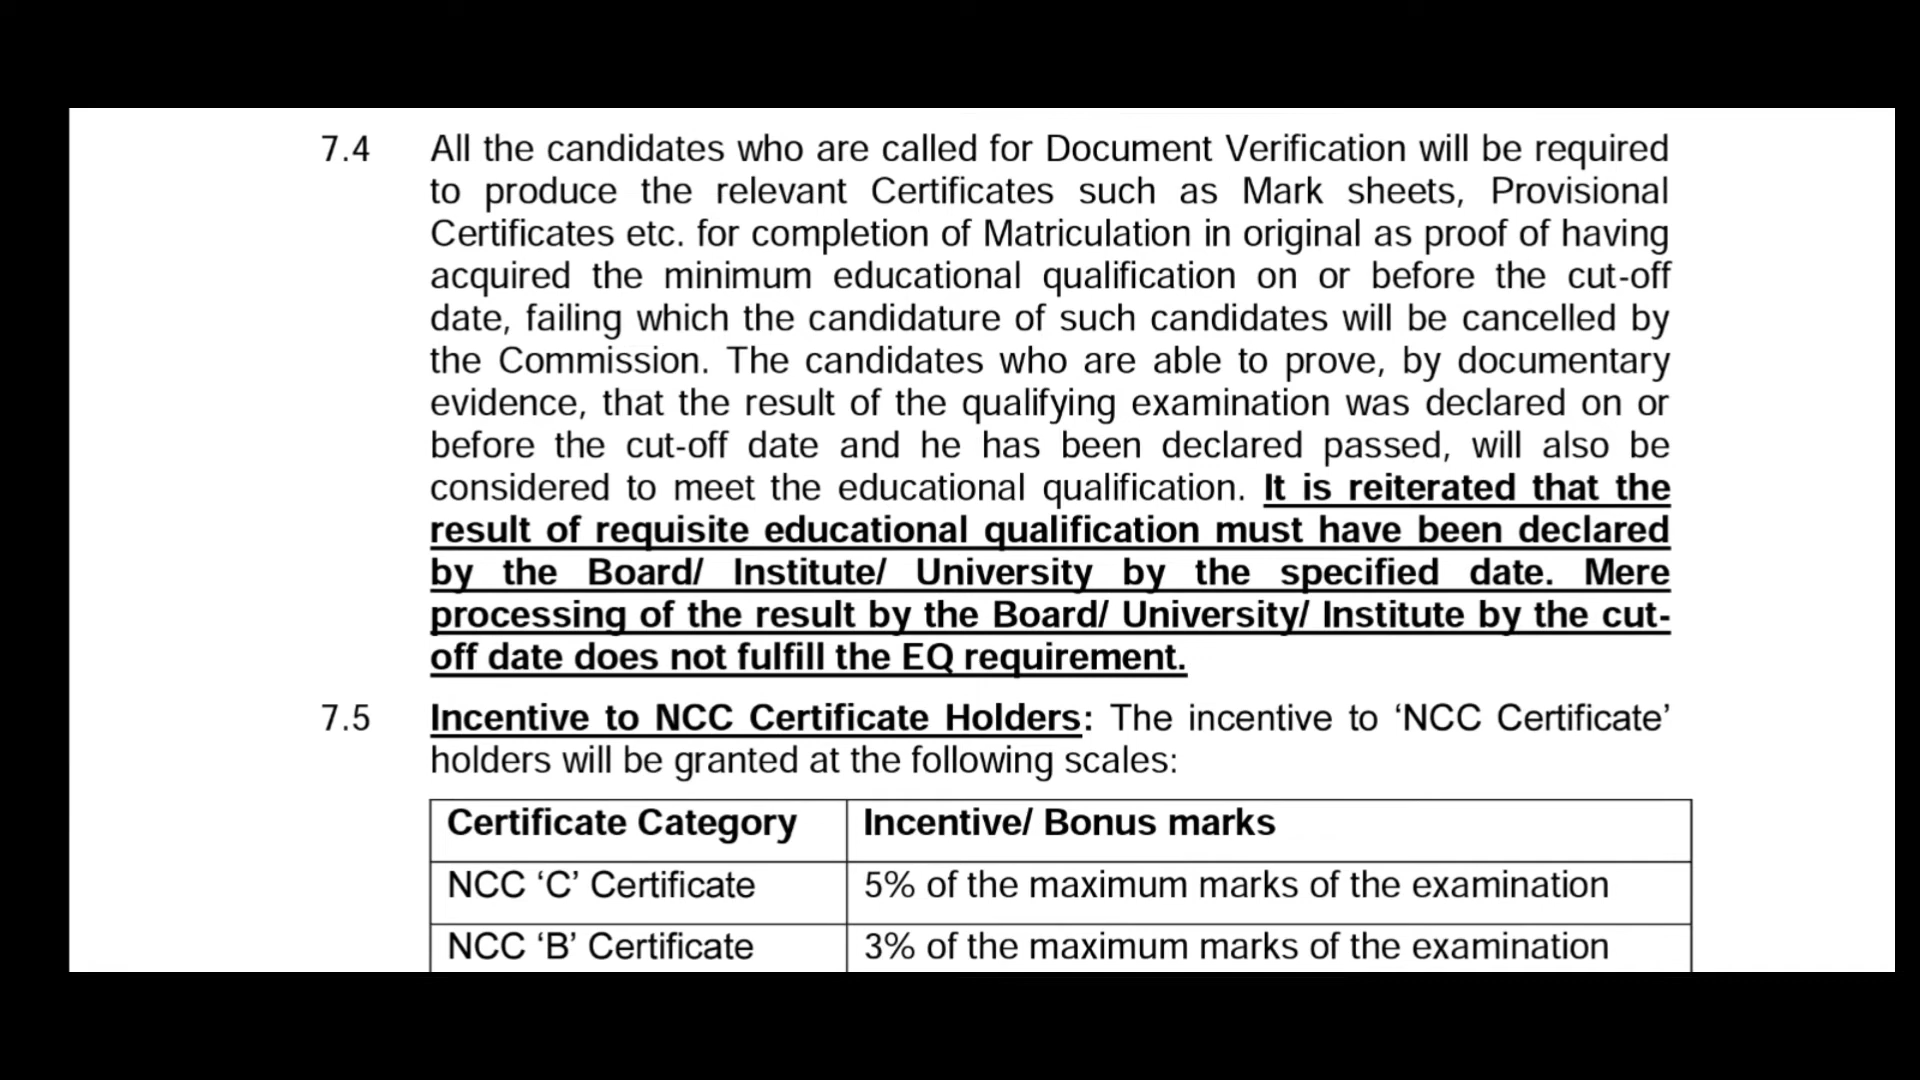 7.4 All the candidates who are called for Document Verification will be required
to produce the relevant Certificates such as Mark sheets, Provisional
Certificates etc. for completion of Matriculation in original as proof of having
acquired the minimum educational qualification on or before the cut-off
date, failing which the candidature of such candidates will be cancelled by
the Commission. The candidates who are able to prove, by documentary
evidence, that the result of the qualifying examination was declared on or
before the cut-off date and he has been declared passed, will also be
considered to meet the educational qualification. It is reiterated that the
result of requisite educational qualification must have been declared
by the Board/ Institute/ University by the specified date. Mere
processing of the result by the Board/ University/ Institute by the cut-
off date does not fulfill the EQ requirement.
7.5 Incentive to NCC Certificate Holders: The incentive to ‘NCC Certificate’
holders will be granted at the following scales:
Certificate Category Incentive/ Bonus marks
NCC ‘C’ Certificate 5% of the maximum marks of the examination
NCC ‘B’ Certificate 3% of the maximum marks of the examination